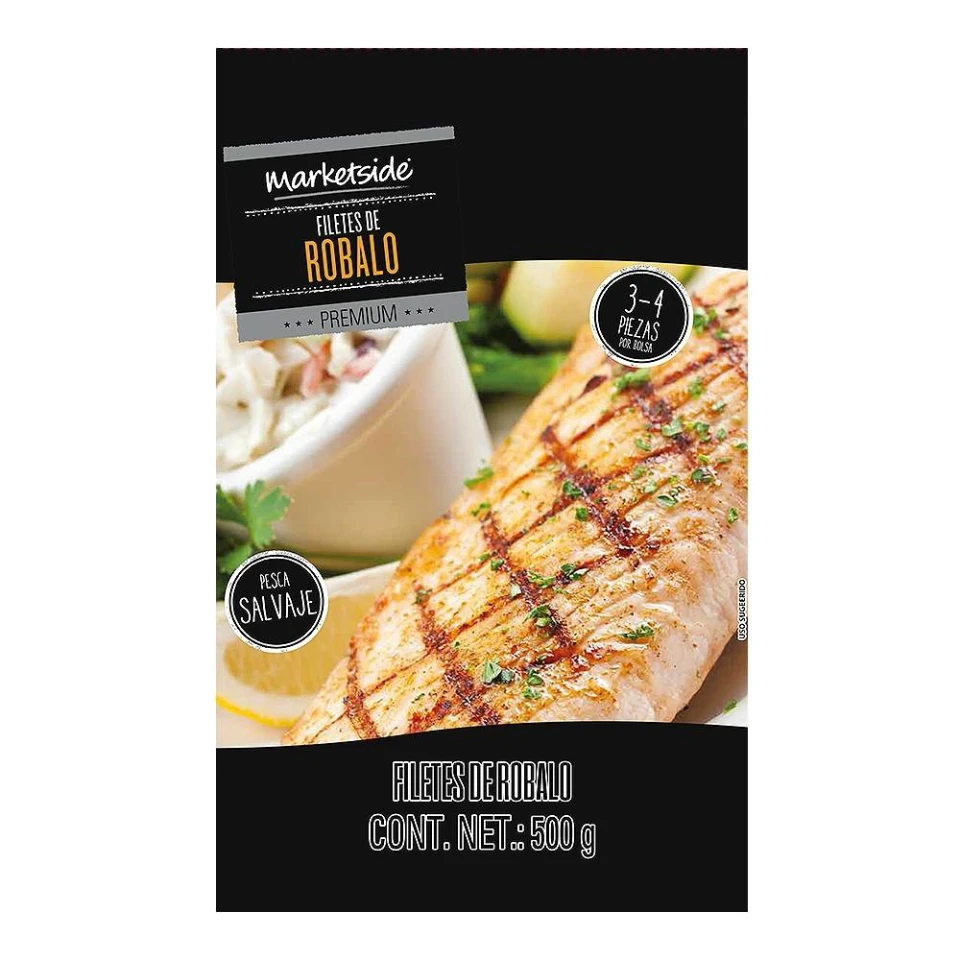 marketside
FILETES DE
ROBALO
PREMIUM
3-4
PIEZAS
POR BOLSA
PESCA
SALVAJE
USO SUGEERIDO
FILETES DE ROBALO
CONT. NET.: 500 g